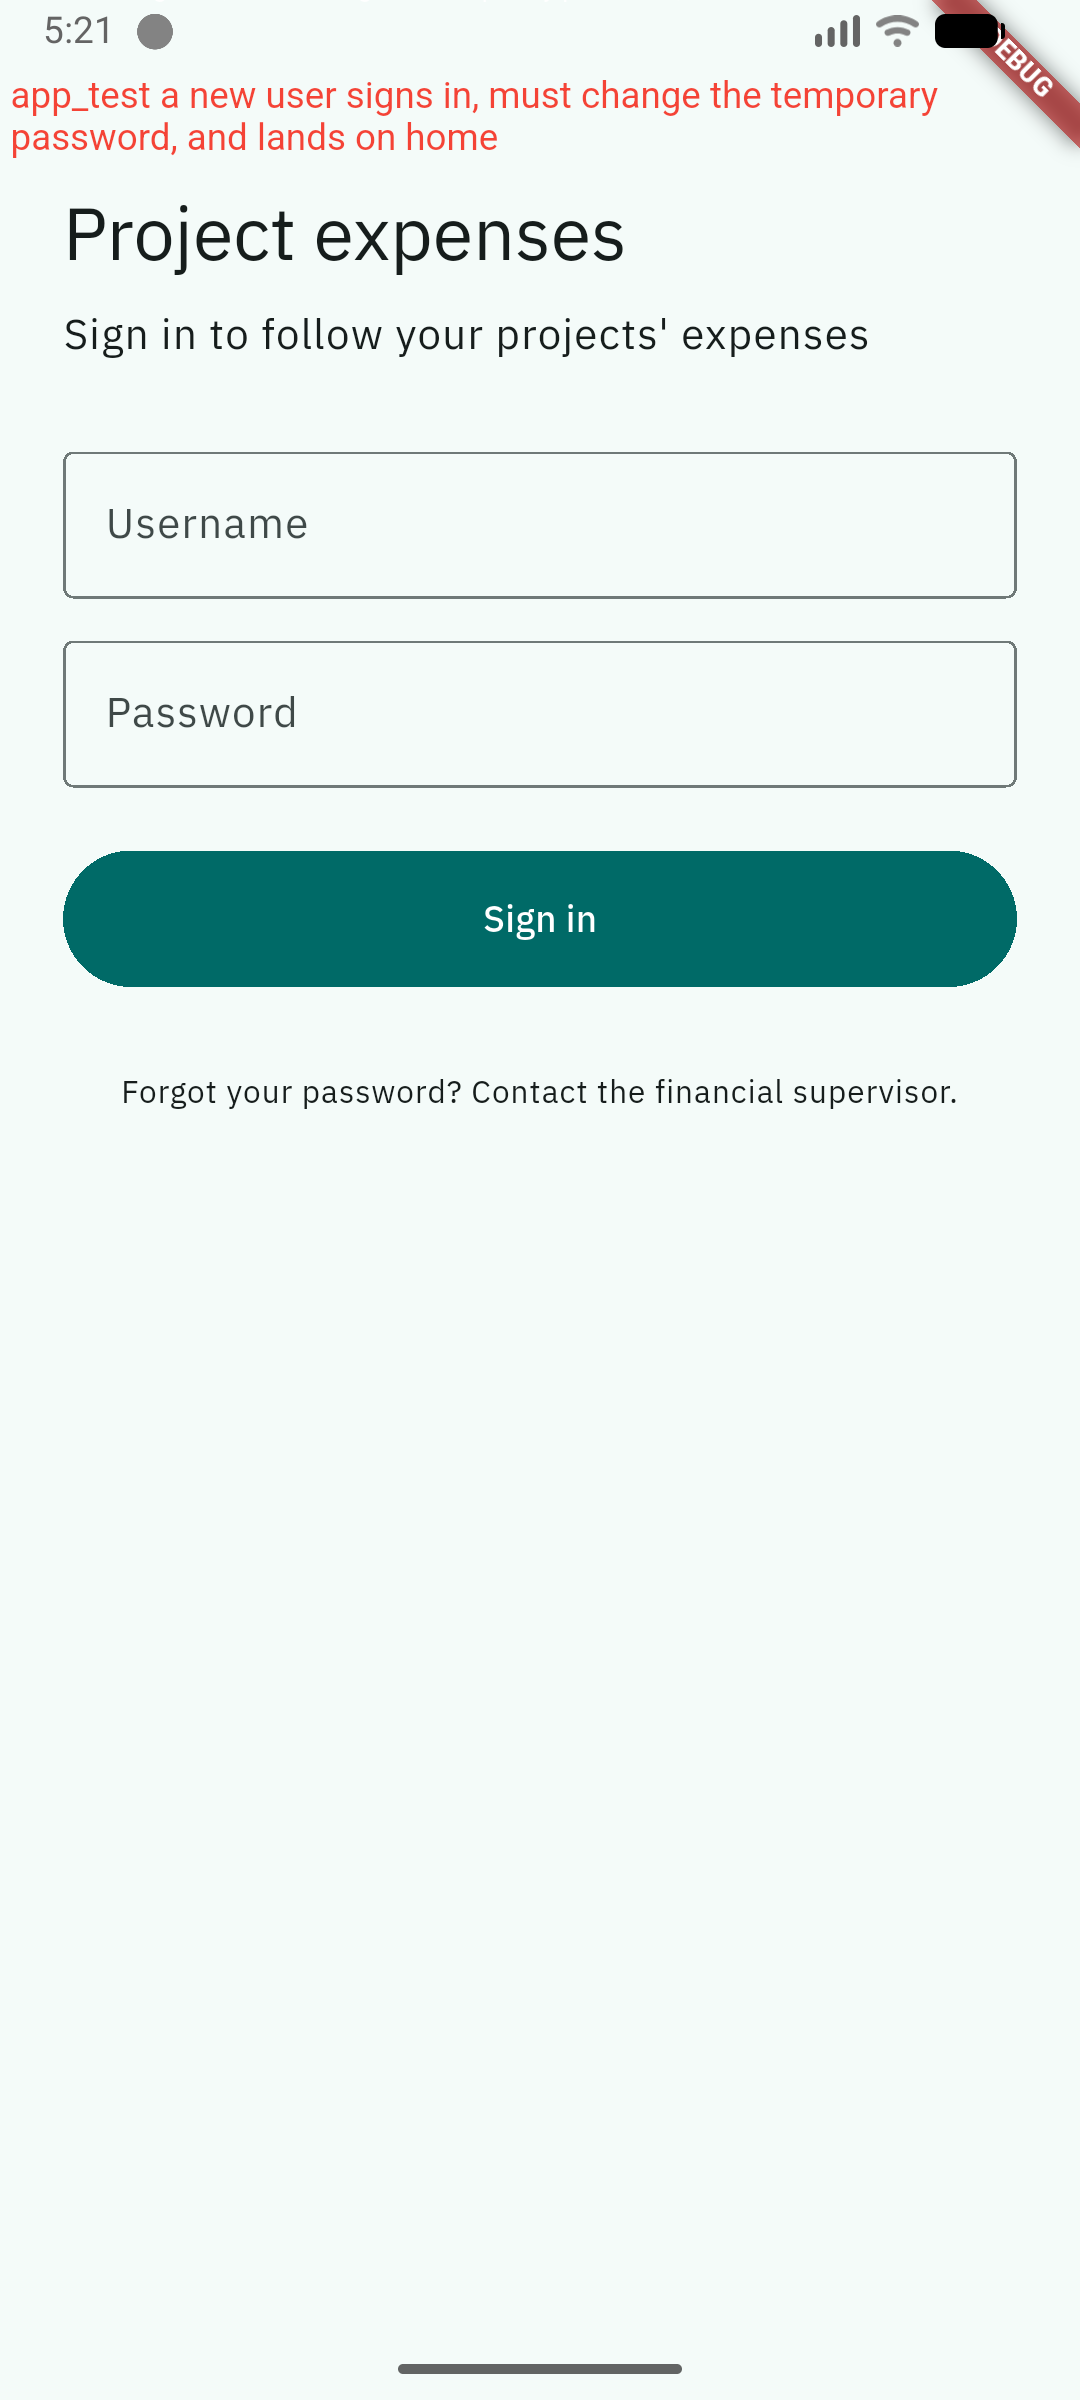 5:21
EBUG
app_test a new user signs in, must change the temporary
password, and lands on home
Project expenses
Sign in to follow your projects' expenses
Username
Password
Sign in
Forgot your password? Contact the financial supervisor.